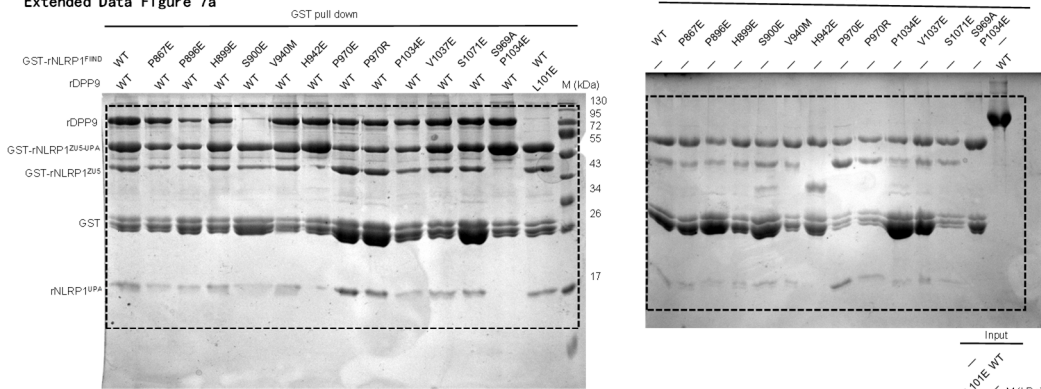 Extended Data Figure 7a
GST pull down
GST-rNLRP1FIIND WT P867E P896E H899E S900E V940M H942E P970E P970R P1034E V1037E S1071E S969A P1034E WT
rDPP9 WT WT WT WT WT WT WT WT WT WT WT WT WT L101E M (kDa)
130
95
rDPP9
72
55
GST-rNLRP1ZU5-UPA
43
GST-rNLRP1ZU5
34
26
GST
17
rNLRP1UPA
WT P867E P896E H899E S900E V940M H942E P970E P970R P1034E V1037E S1071E S969A P1034E –
– – – – – – – – – – – – – WT
Input
– –
101E WT